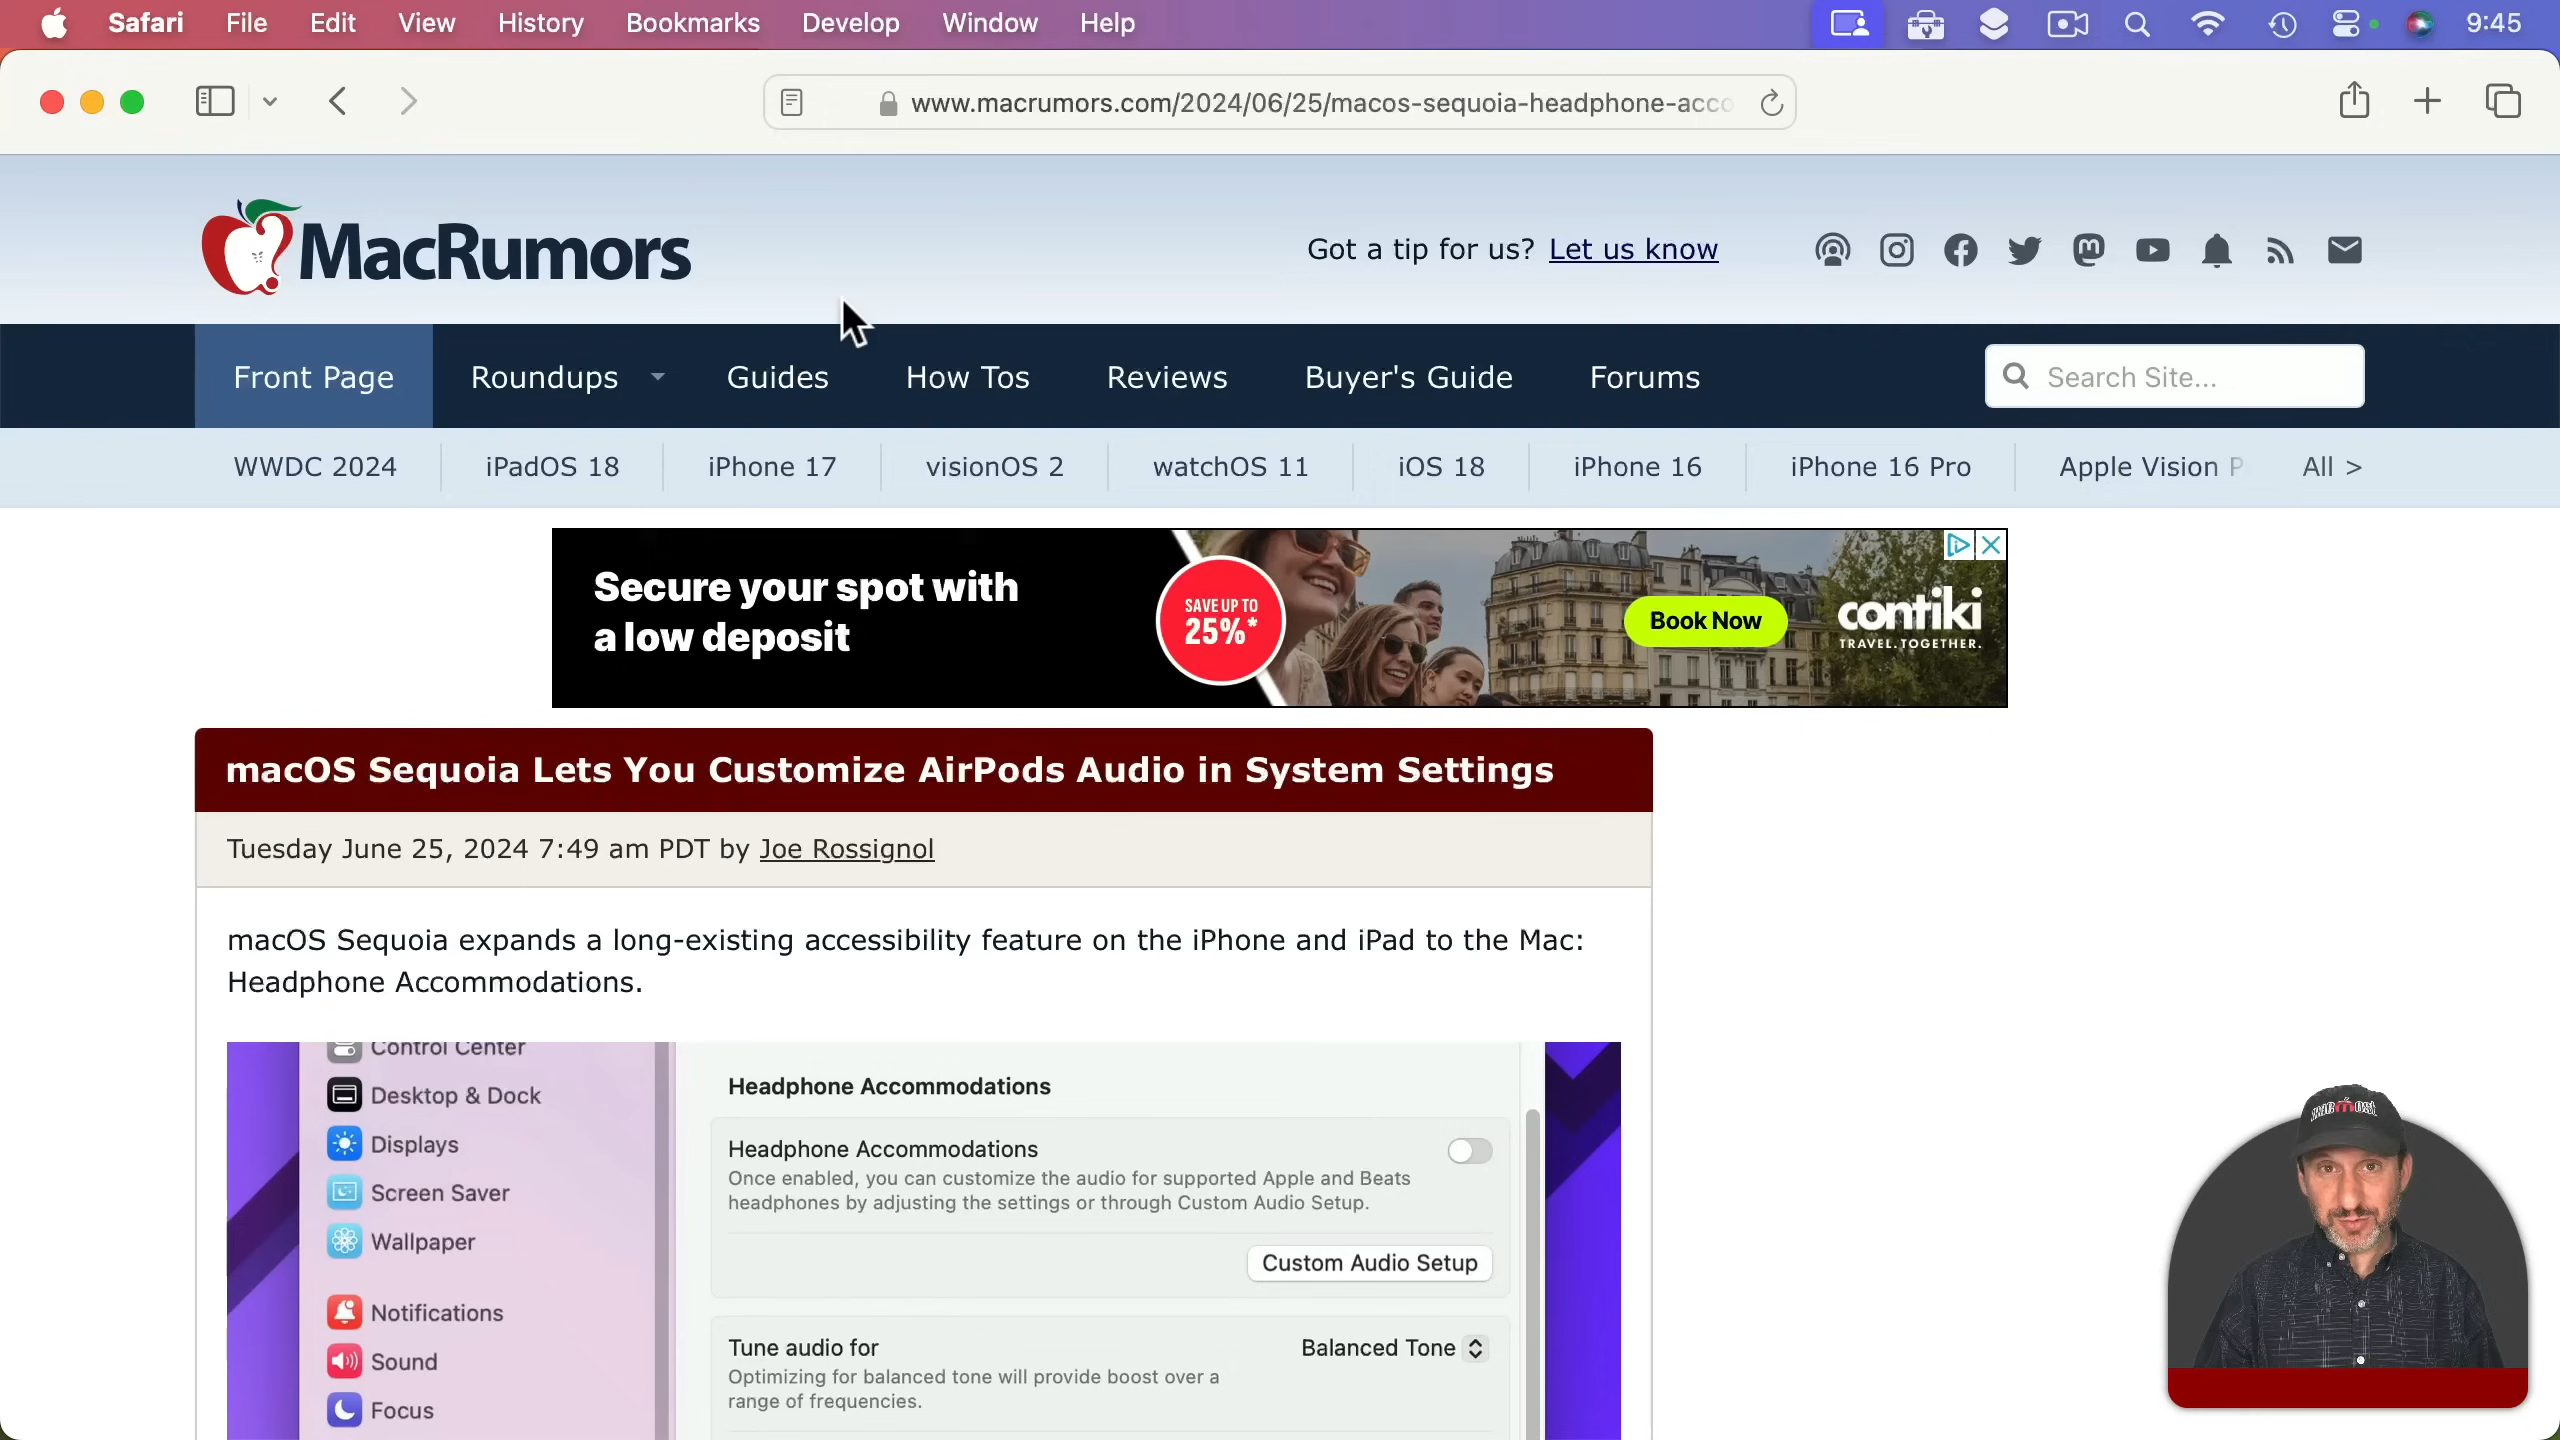 Safari File Edit View History Bookmarks Develop Window Help 9:45
www.macrumors.com/2024/06/25/macos-sequoia-headphone-acco
MacRumors
Got a tip for us? Let us know
Front Page Roundups Guides How Tos Reviews Buyer's Guide Forums Search Site...
WWDC 2024 iPadOS 18 iPhone 17 visionOS 2 watchOS 11 iOS 18 iPhone 16 iPhone 16 Pro Apple Vision P All >
Secure your spot with
a low deposit
SAVE UP TO
25%*
Book Now
contiki
TRAVEL. TOGETHER.
macOS Sequoia Lets You Customize AirPods Audio in System Settings
Tuesday June 25, 2024 7:49 am PDT by Joe Rossignol
macOS Sequoia expands a long-existing accessibility feature on the iPhone and iPad to the Mac:
Headphone Accommodations.
Control Center
Desktop & Dock
Displays
Screen Saver
Wallpaper
Notifications
Sound
Focus
Headphone Accommodations
Headphone Accommodations
Once enabled, you can customize the audio for supported Apple and Beats
headphones by adjusting the settings or through Custom Audio Setup.
Custom Audio Setup
Tune audio for Balanced Tone
Optimizing for balanced tone will provide boost over a
range of frequencies.
macmost